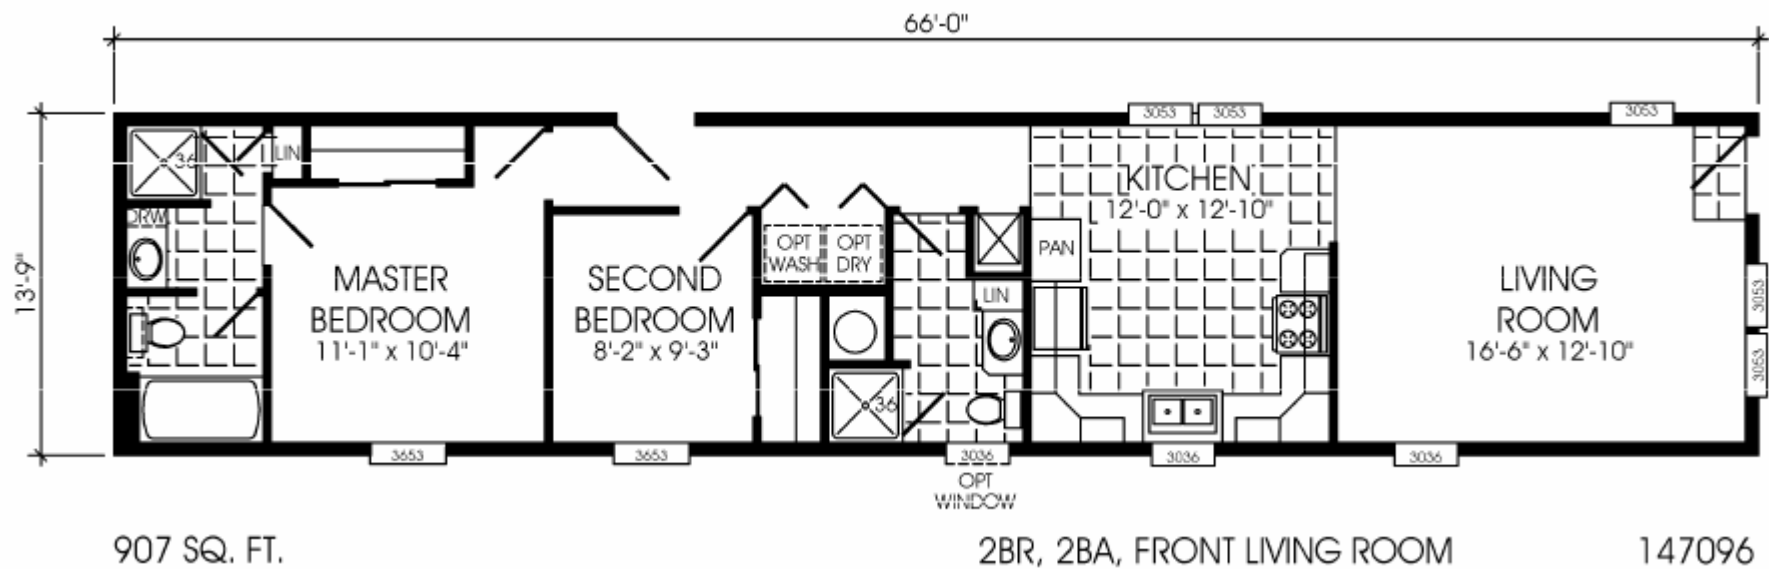 66'-0"
3053
3053
3053
13'-9"
36
LIN
DRW
KITCHEN
12'-0" x 12'-10"
PAN
OPT
WASH
OPT
DRY
MASTER
BEDROOM
11'-1" x 10'-4"
SECOND
BEDROOM
8'-2" x 9'-3"
LIN
LIVING
ROOM
16'-6" x 12'-10"
3053
3053
36
3653
3653
3036
OPT
WINDOW
3036
3036
907 SQ. FT.
2BR, 2BA, FRONT LIVING ROOM
147096